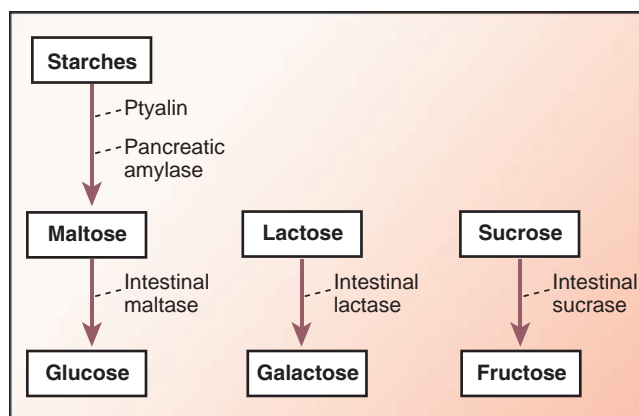 Starches
Ptyalin
Pancreatic
amylase
Maltose
Lactose
Sucrose
Intestinal
maltase
Intestinal
lactase
Intestinal
sucrase
Glucose
Galactose
Fructose